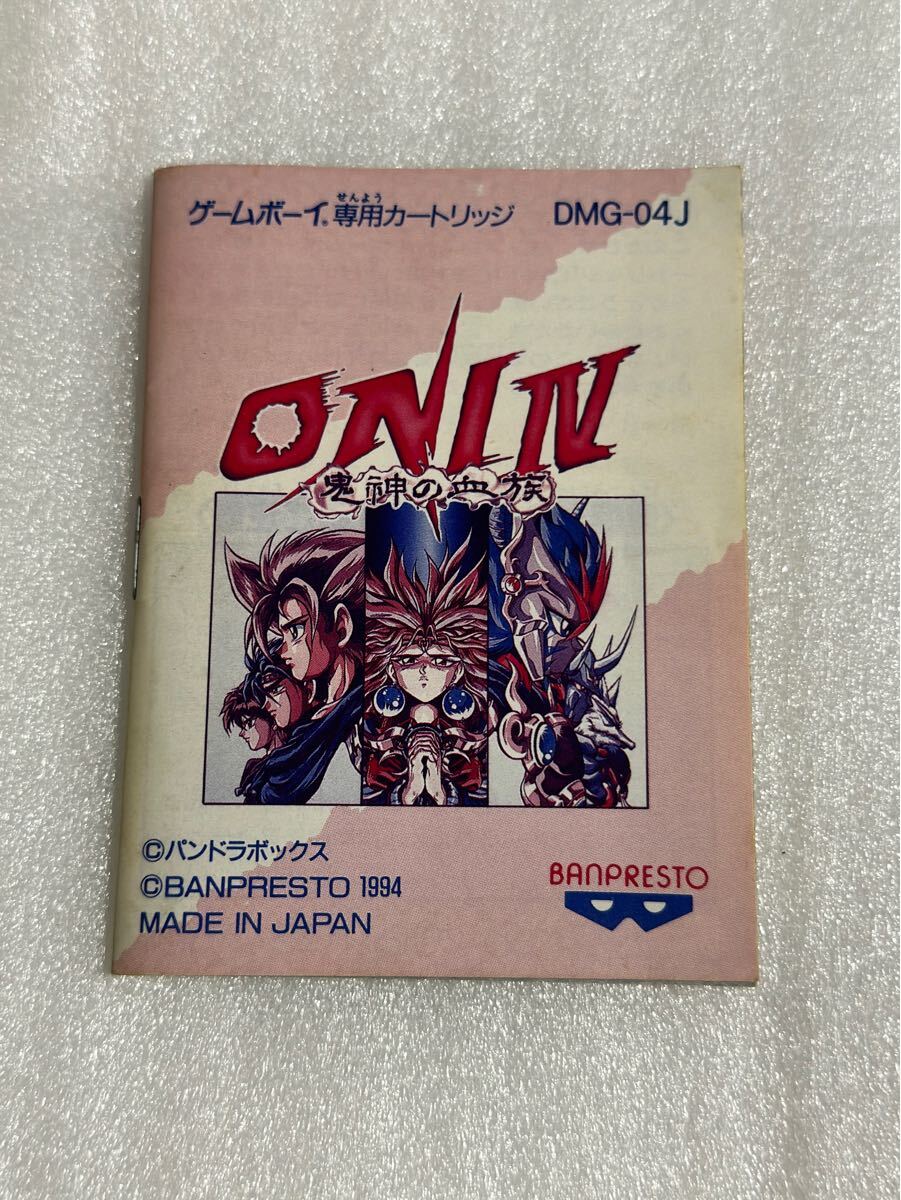 せんよう
ゲームボーイ®専用カートリッジ DMG-04J
ONI IV
鬼神の血族
©パンドラボックス
©BANPRESTO 1994
MADE IN JAPAN
BANPRESTO